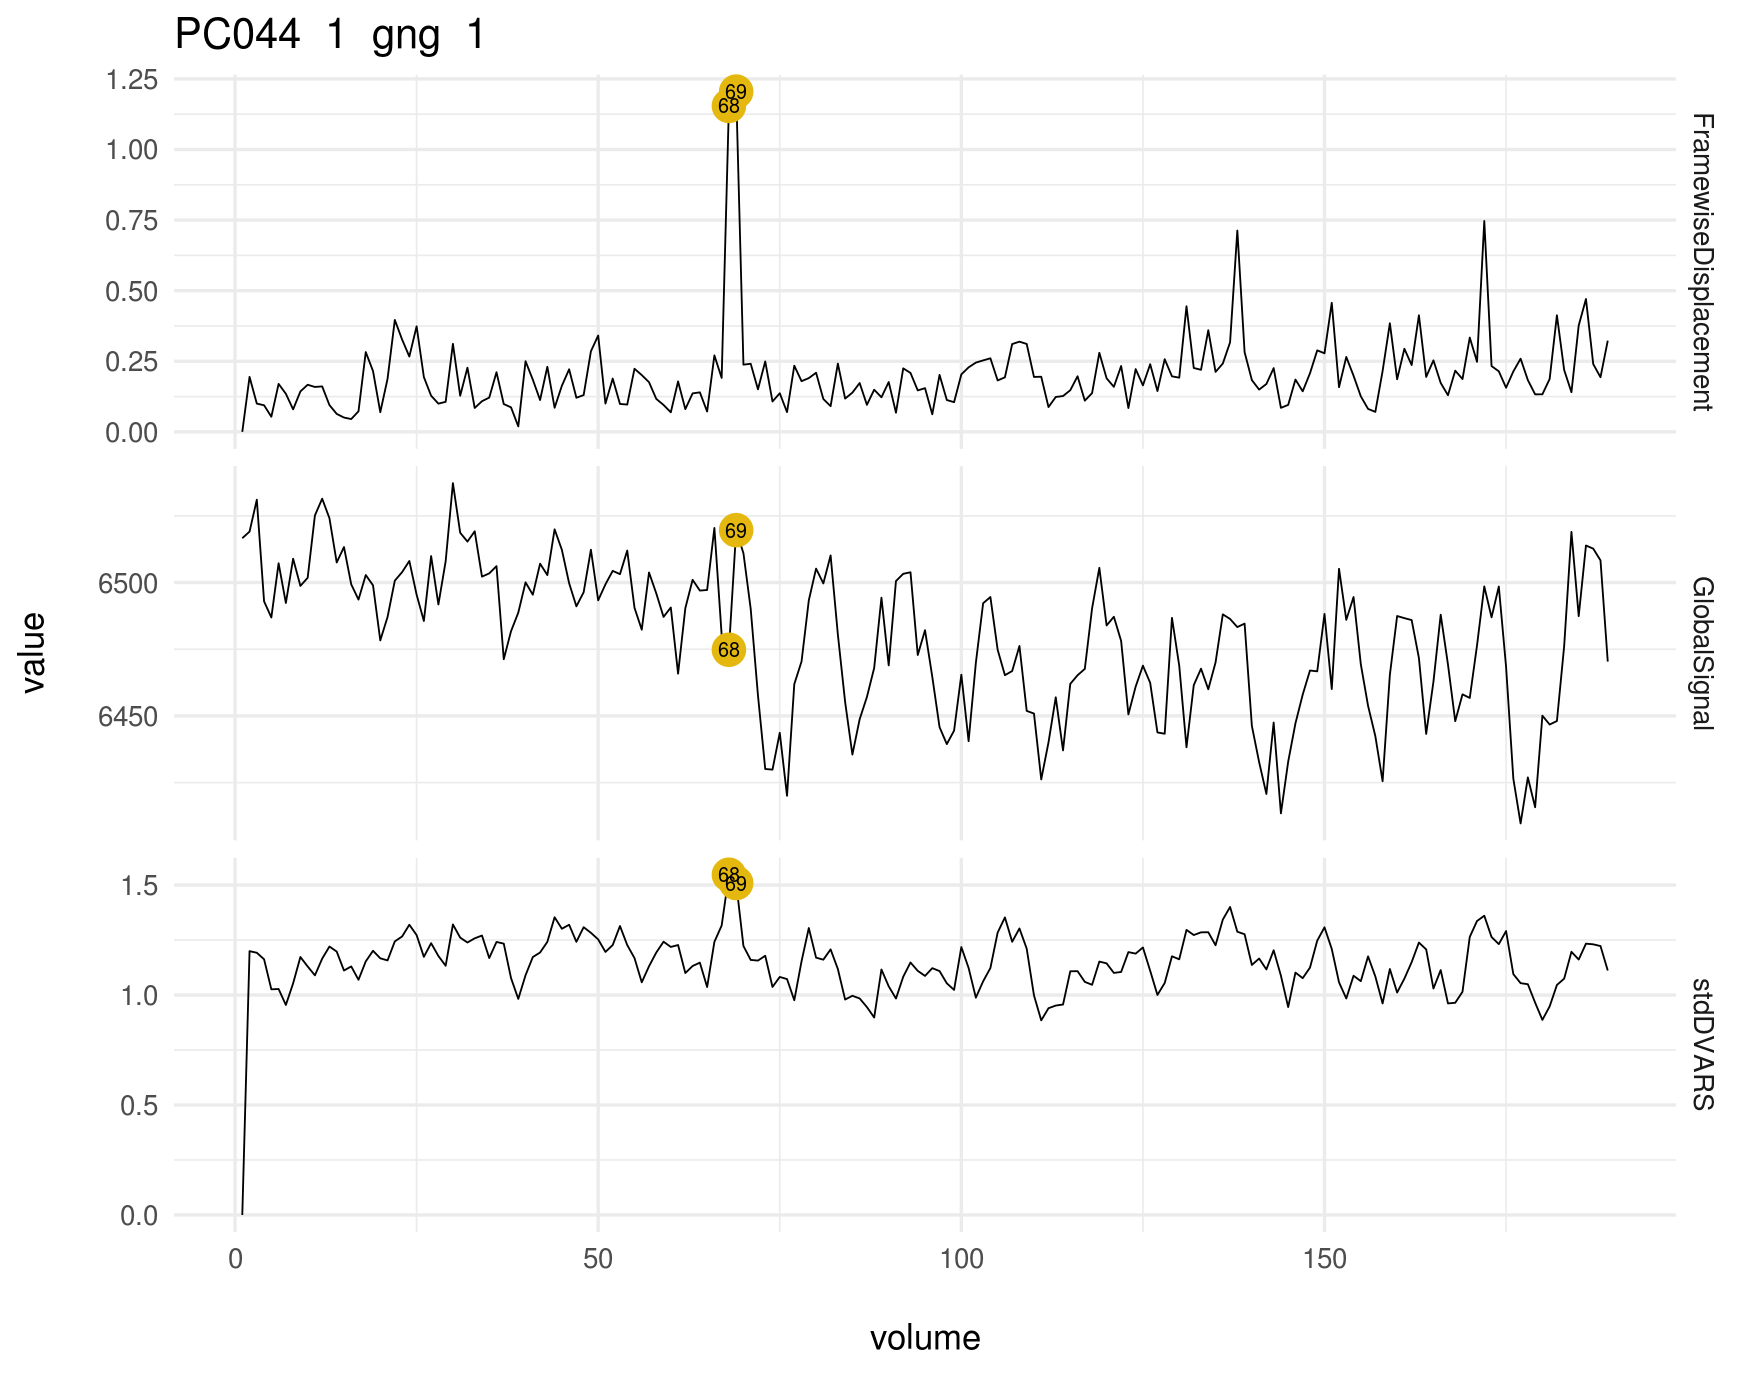 PC044  1  gng  1
1.25
1.00
0.75
0.50
0.25
0.00
69
68
FramewiseDisplacement
6500
6450
69
68
GlobalSignal
value
1.5
1.0
0.5
0.0
68
69
stdDVARS
0 50 100 150
volume